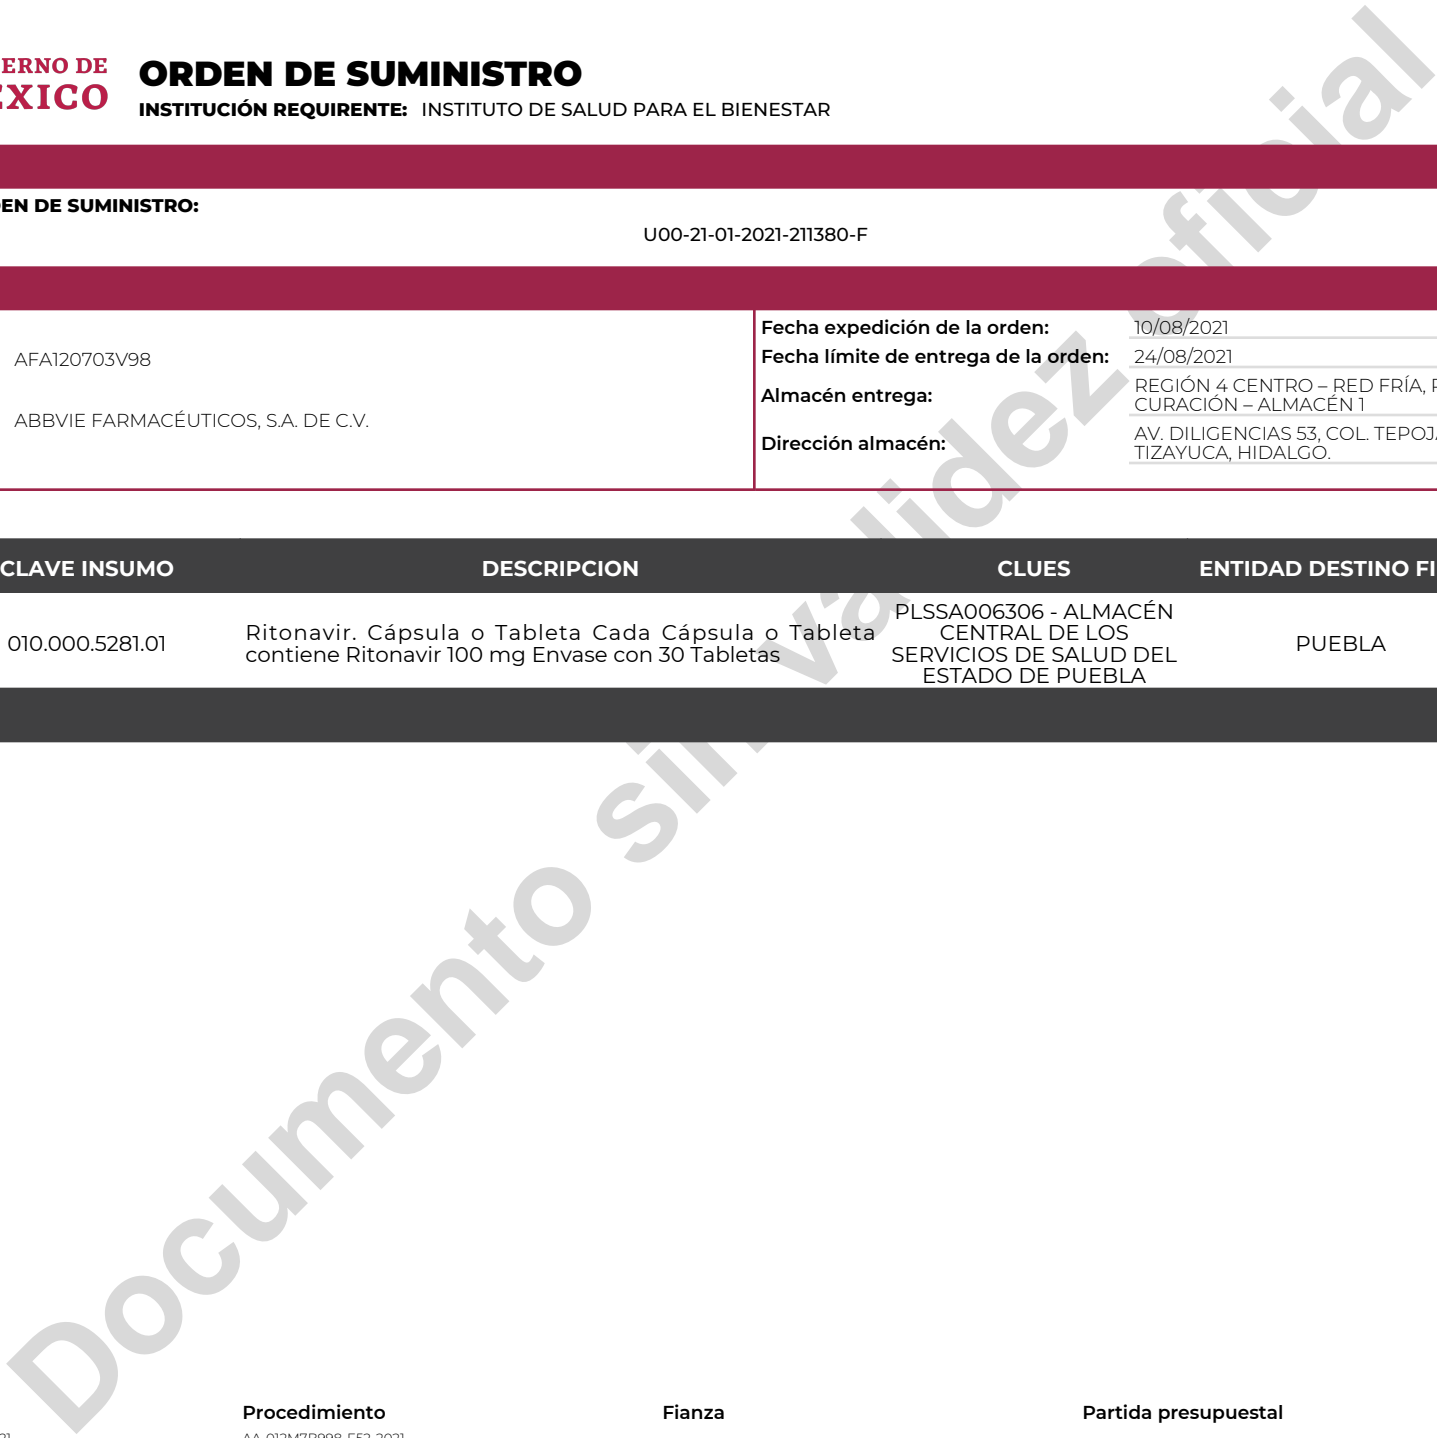 ERNO DE
EXICO
ORDEN DE SUMINISTRO
INSTITUCIÓN REQUIRENTE: INSTITUTO DE SALUD PARA EL BIENESTAR
EN DE SUMINISTRO:
U00-21-01-2021-211380-F
AFA120703V98
ABBVIE FARMACÉUTICOS, S.A. DE C.V.
Fecha expedición de la orden: 10/08/2021
Fecha límite de entrega de la orden: 24/08/2021
Almacén entrega: REGIÓN 4 CENTRO – RED FRÍA,
CURACIÓN – ALMACÉN 1
Dirección almacén: AV. DILIGENCIAS 53, COL. TEPOJA
TIZAYUCA, HIDALGO.
CLAVE INSUMO DESCRIPCION CLUES ENTIDAD DESTINO FI
010.000.5281.01
Ritonavir. Cápsula o Tableta Cada Cápsula o Tableta
contiene Ritonavir 100 mg Envase con 30 Tabletas
PLSSA006306 - ALMACÉN
CENTRAL DE LOS
SERVICIOS DE SALUD DEL
ESTADO DE PUEBLA
PUEBLA
Documento sin validez oficial
Procedimiento Fianza Partida presupuestal